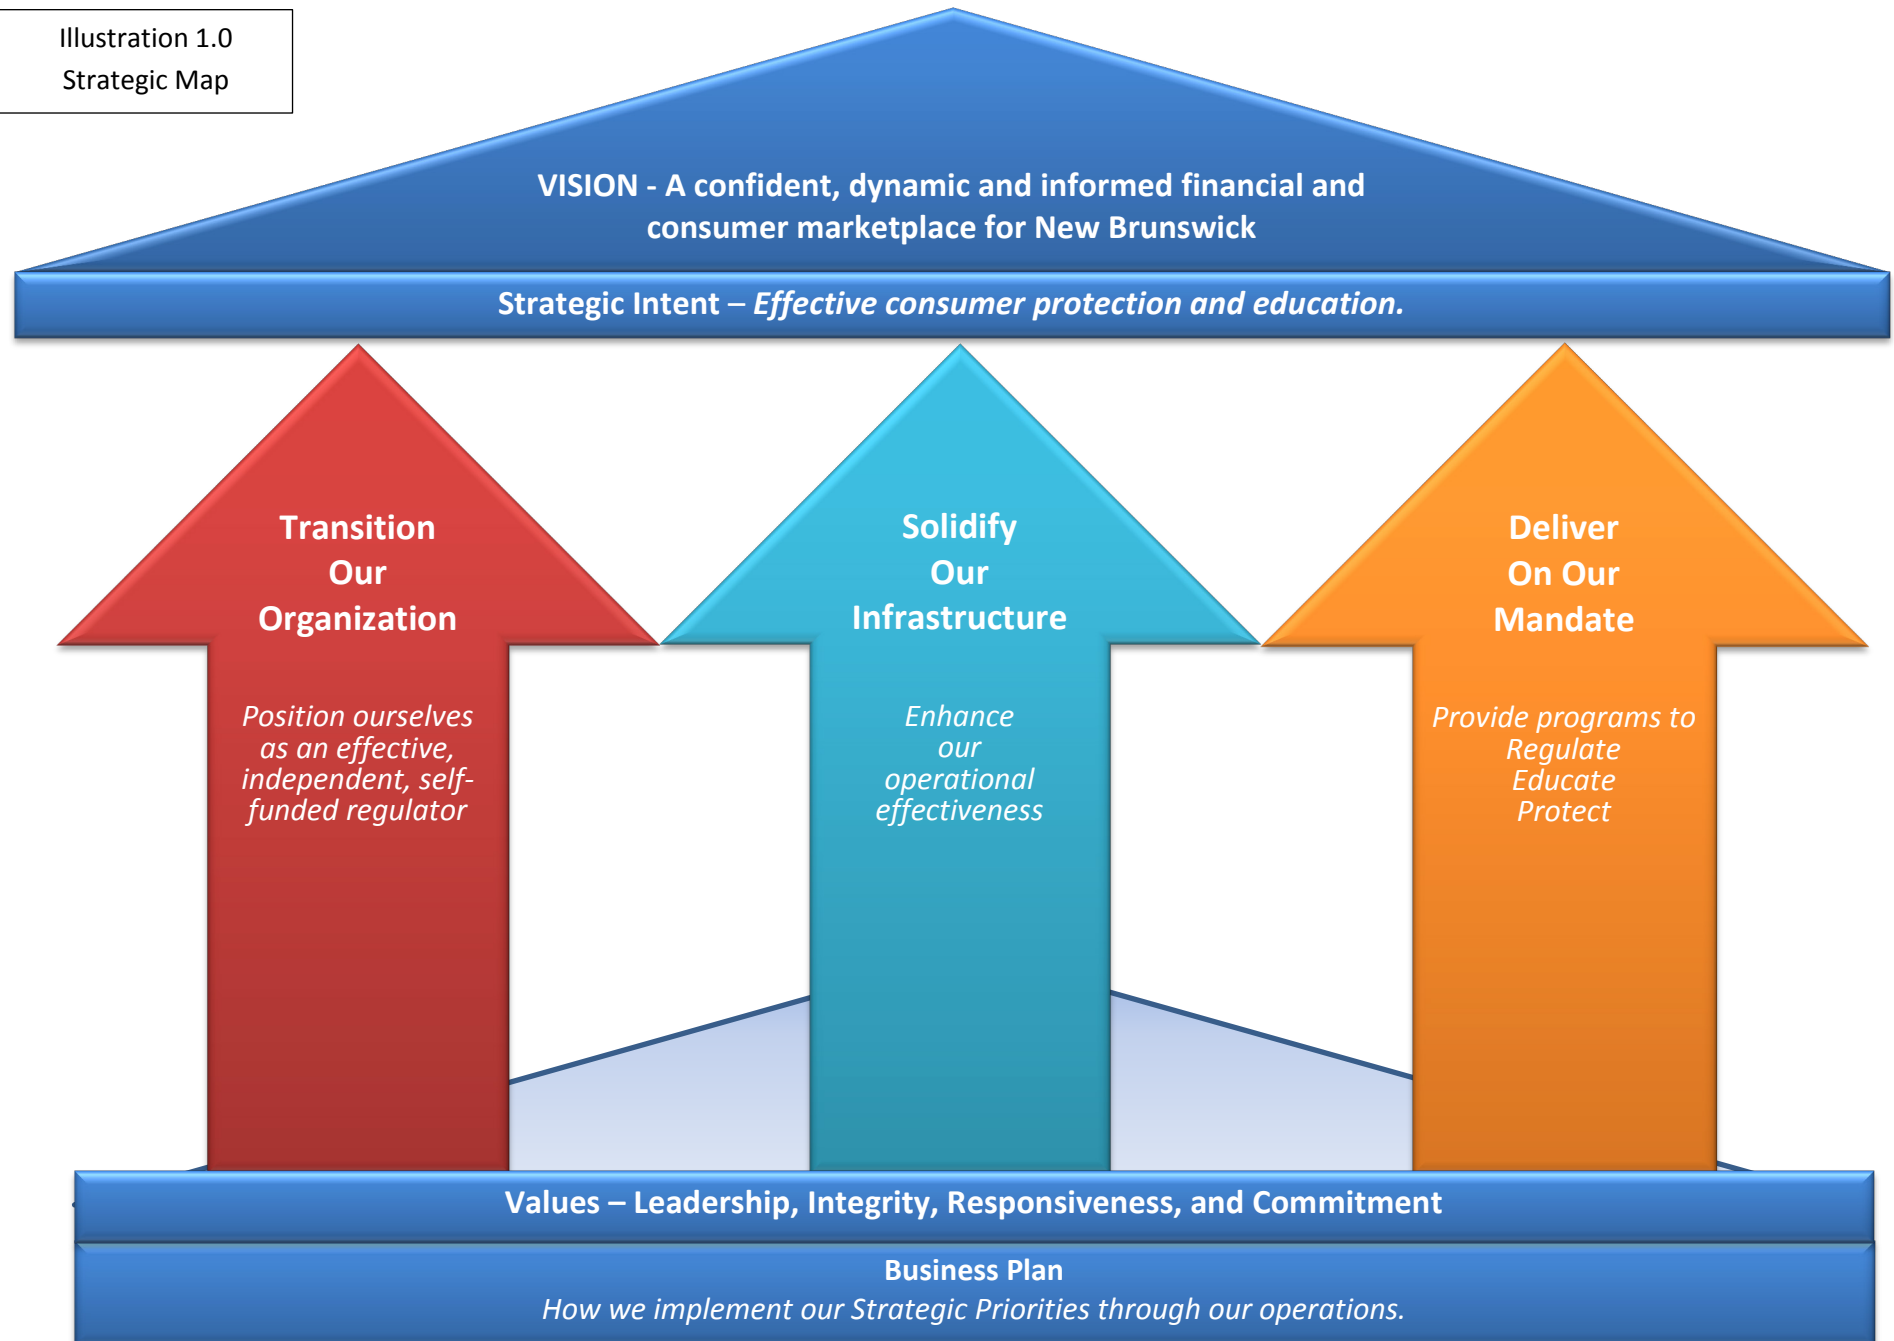 Illustration 1.0
Strategic Map
VISION - A confident, dynamic and informed financial and
consumer marketplace for New Brunswick
Strategic Intent – Effective consumer protection and education.
Transition
Our
Organization
Position ourselves
as an effective,
independent, self-
funded regulator
Solidify
Our
Infrastructure
Enhance
our
operational
effectiveness
Deliver
On Our
Mandate
Provide programs to
Regulate
Educate
Protect
Values – Leadership, Integrity, Responsiveness, and Commitment
Business Plan
How we implement our Strategic Priorities through our operations.